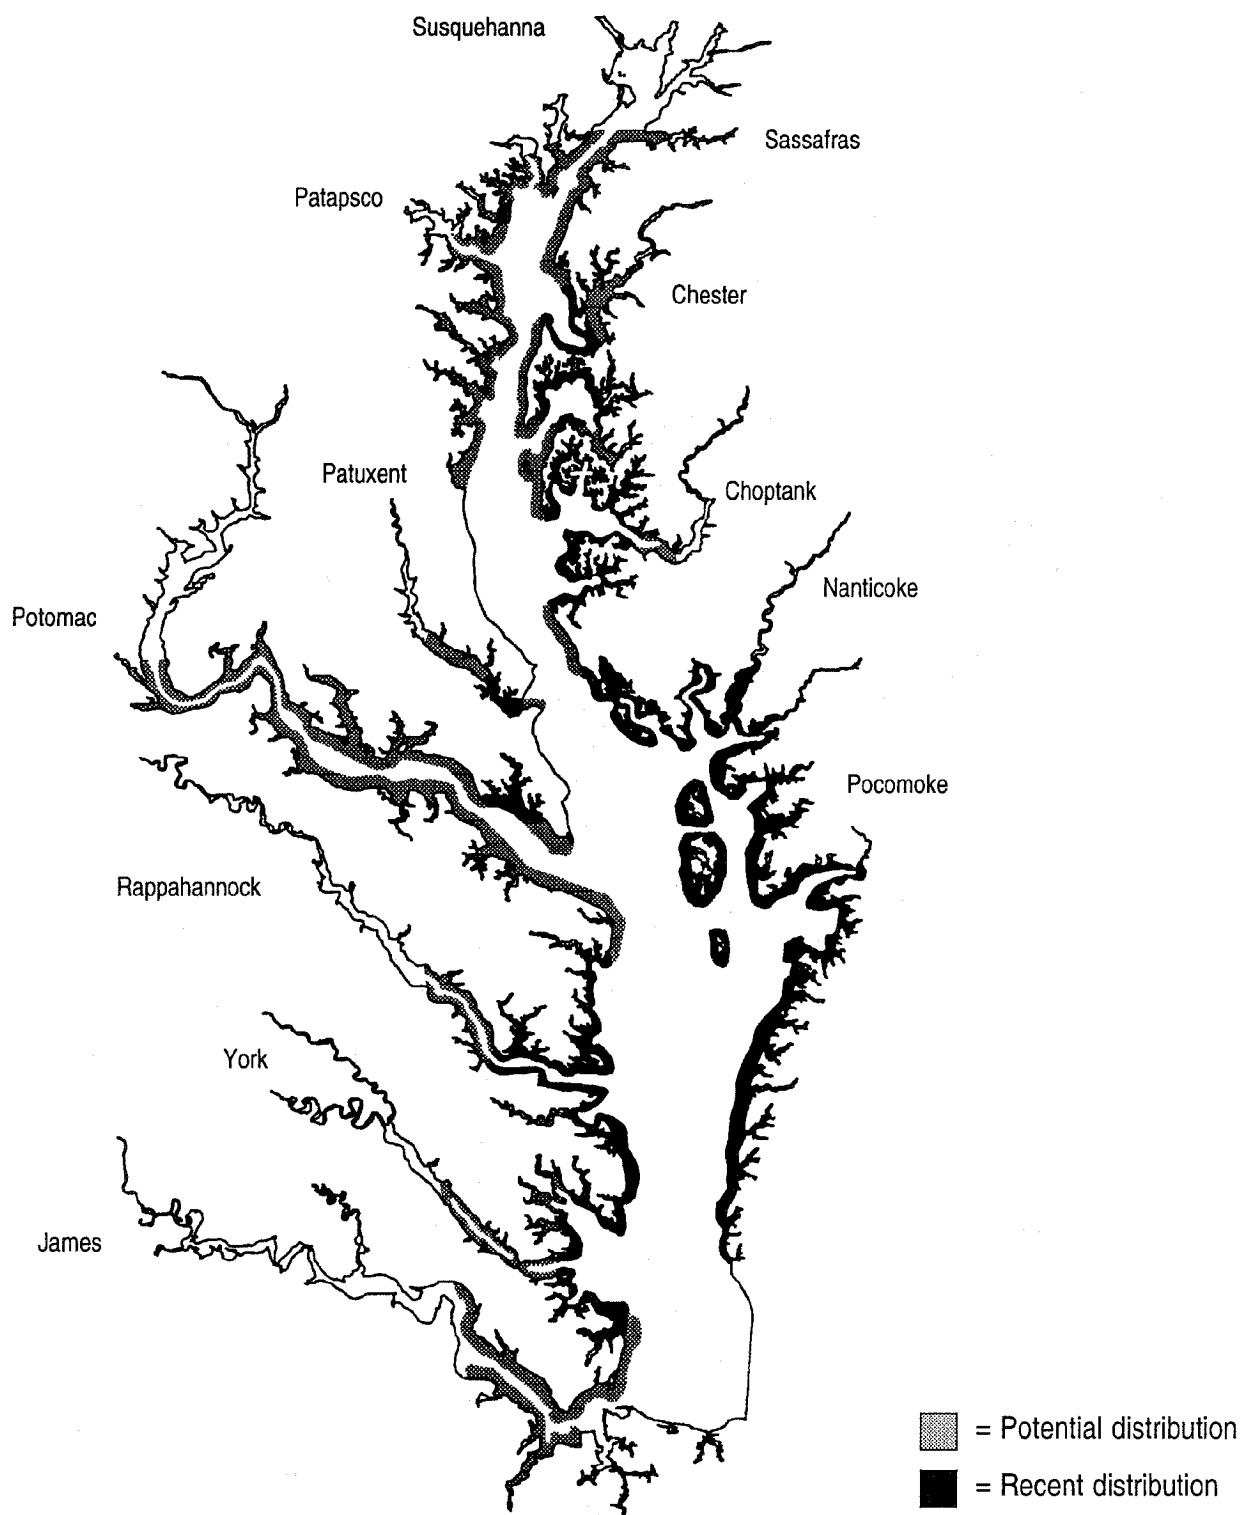 Susquehanna
Sassafras
Patapsco
Chester
Patuxent
Choptank
Nanticoke
Potomac
Pocomoke
Rappahannock
York
James
= Potential distribution
= Recent distribution